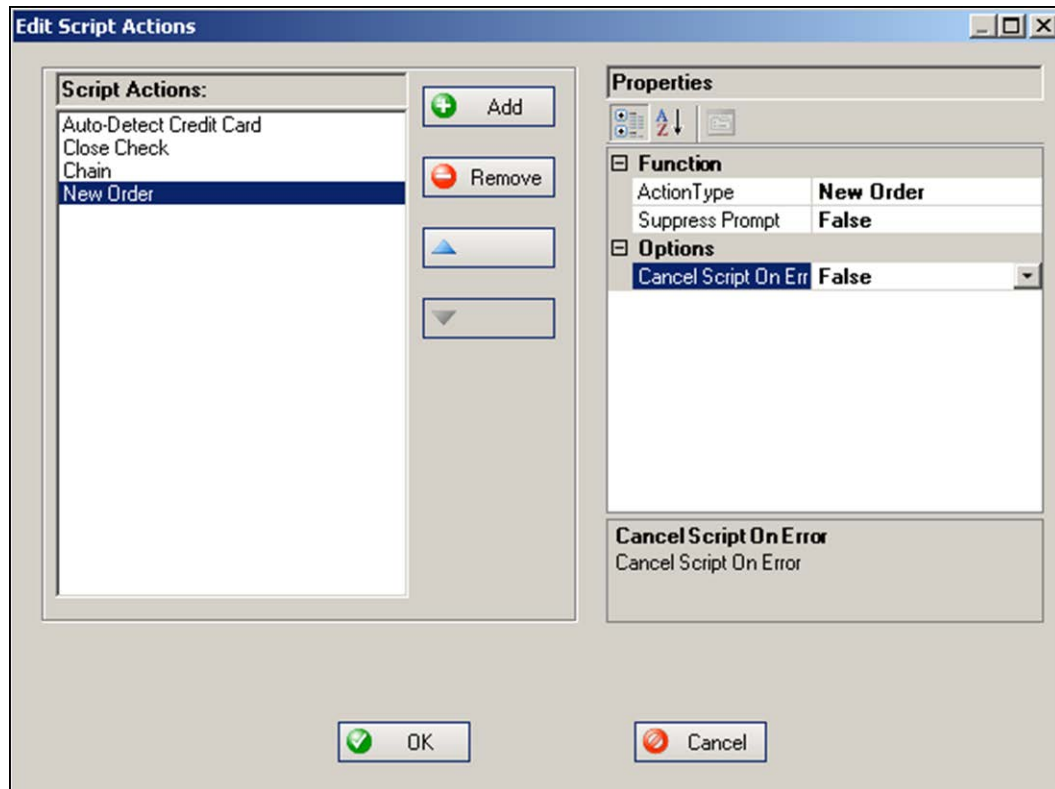 Edit Script Actions
Script Actions:
Auto-Detect Credit Card
Close Check
Chain
New Order
Add
Remove
Properties
A
Z
Function
ActionType New Order
Suppress Prompt False
Options
Cancel Script On Err False
Cancel Script On Error
Cancel Script On Error
OK
Cancel